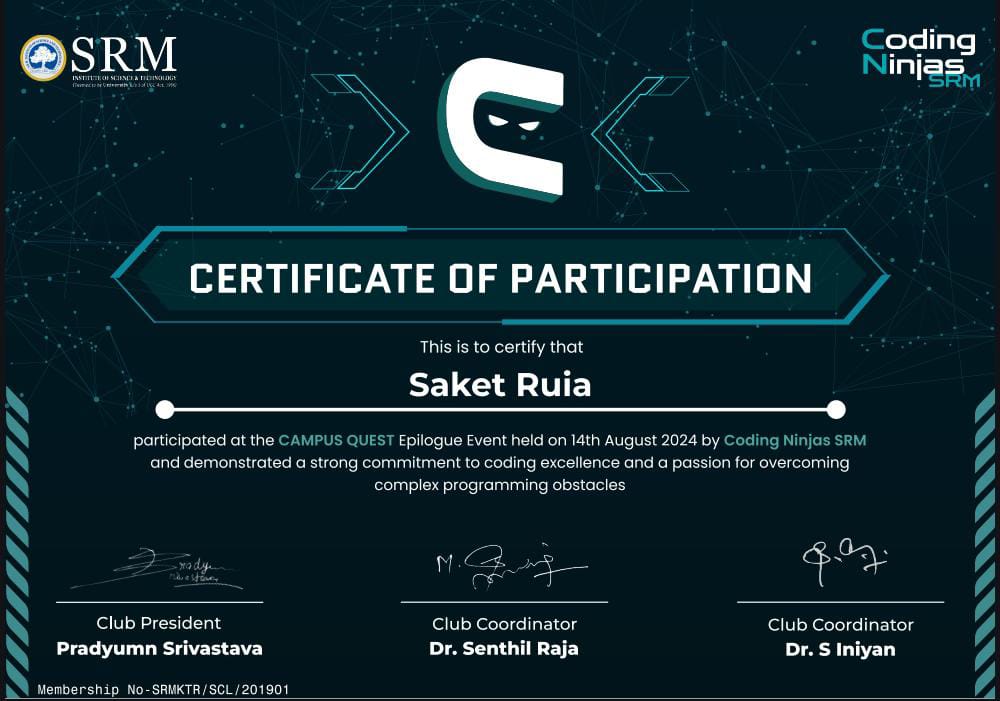 SRM
INSTITUTE OF SCIENCE & TECHNOLOGY
(Deemed to be University u/s 3 of UGC Act, 1956)
Coding
Ninjas
SRM
CERTIFICATE OF PARTICIPATION
This is to certify that
Saket Ruia
participated at the CAMPUS QUEST Epilogue Event held on 14th August 2024 by Coding Ninjas SRM
and demonstrated a strong commitment to coding excellence and a passion for overcoming
complex programming obstacles
Club President
Pradyumn Srivastava
Club Coordinator
Dr. Senthil Raja
Club Coordinator
Dr. S Iniyan
Membership No-SRMKTR/SCL/201901